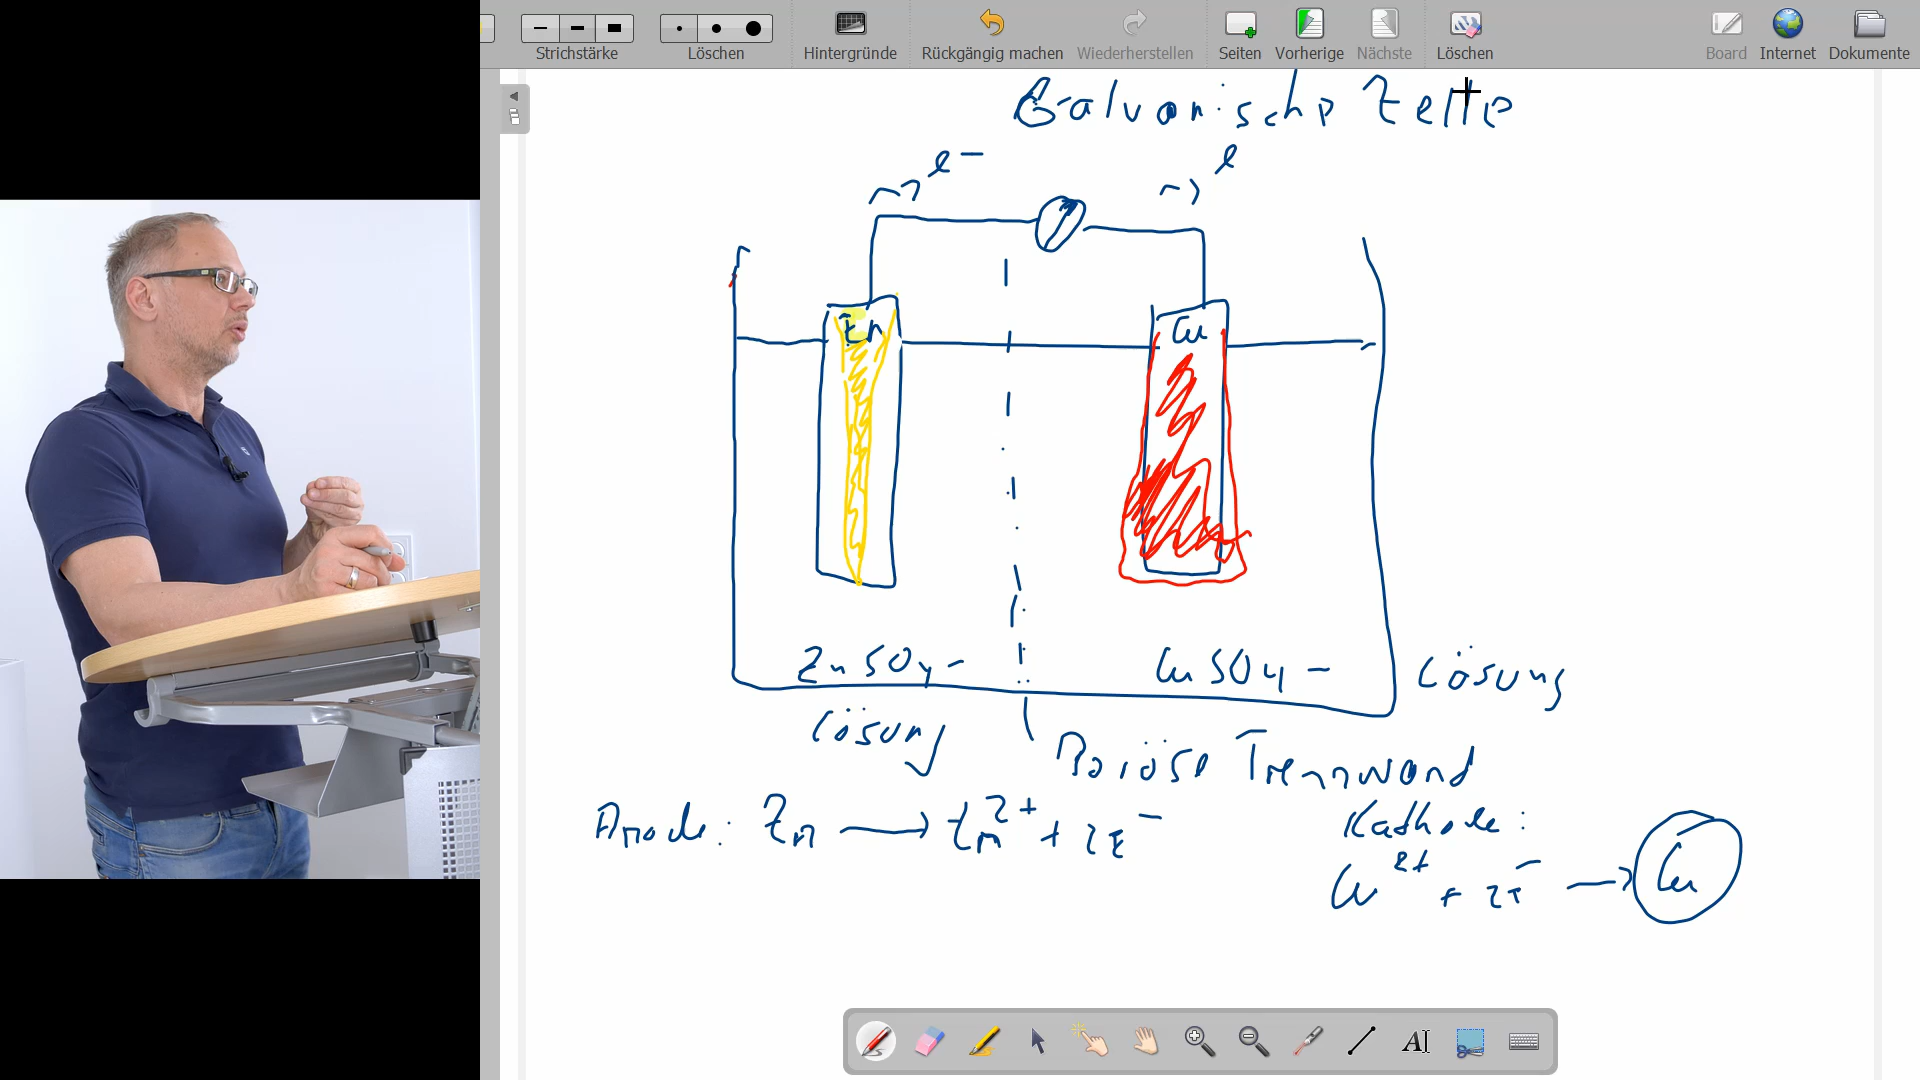 Strichstärke Löschen Hintergründe Rückgängig machen Wiederherstellen Seiten Vorherige Nächste Löschen Board Internet Dokumente
Galvanische Zelle
e⁻ e
Zn Cu
ZnSO4- CuSO4- Lösung
Lösung
Poröse Trennwand
Anode: Zn → Zn²⁺ + 2e⁻
Kathode:
Cu²⁺ + 2e⁻ → Cu
AI